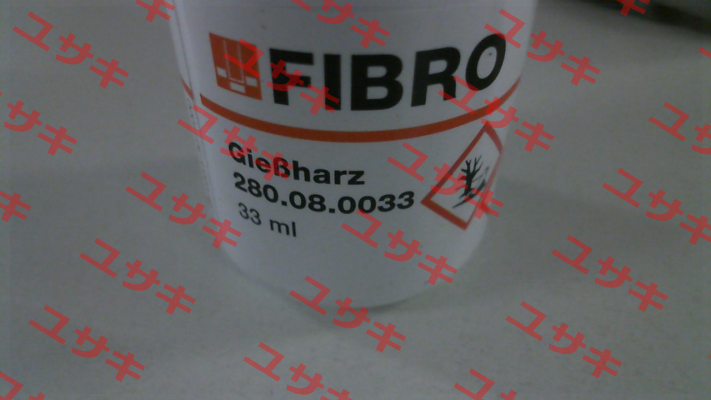 FIBRO
Gießharz
280.08.0033
33 ml
ユサキ